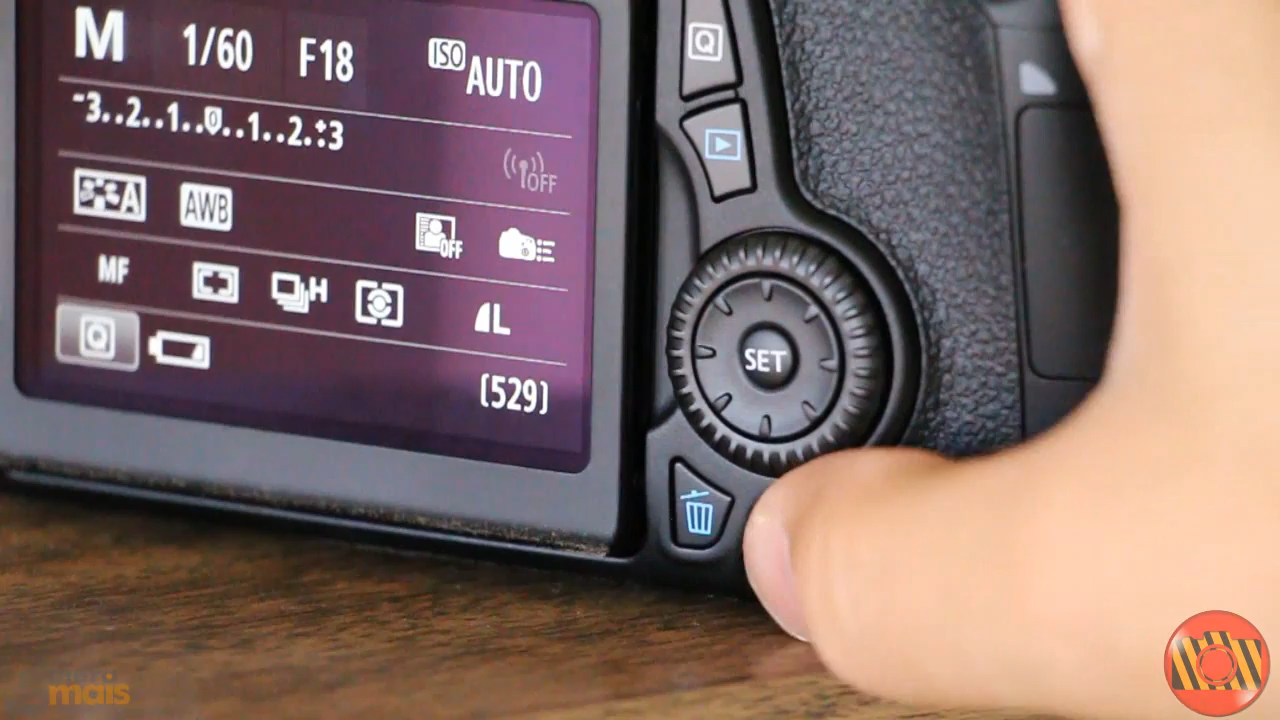 M 1/60 F18 ISO AUTO
-3..2..1..0..1..2.:+3
OFF
A AWB OFF
MF H L
Q
[529]
Q
SET
mais